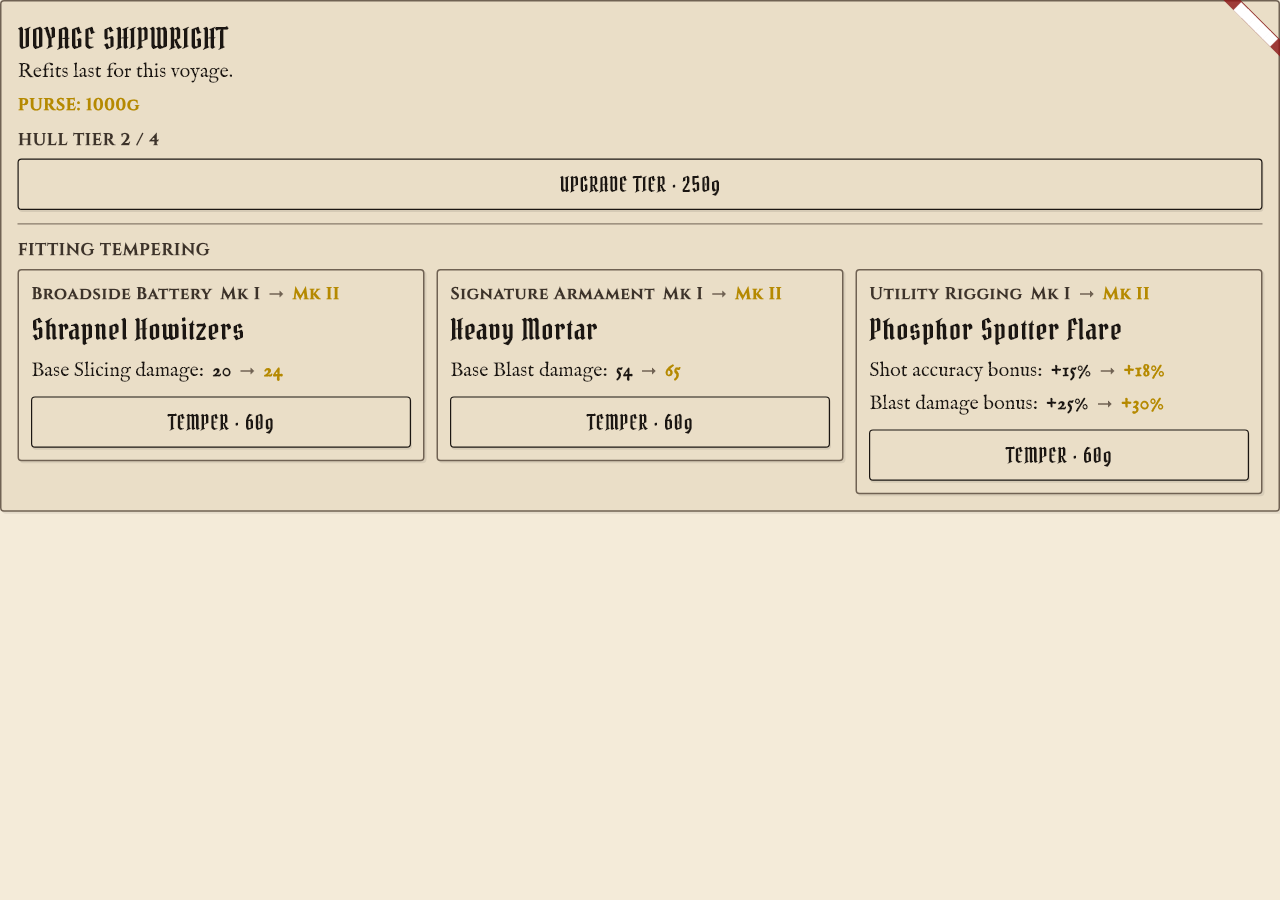 VOYAGE SHIPWRIGHT
Refits last for this voyage.
PURSE: 1000G
HULL TIER 2 / 4
UPGRADE TIER · 250g
FITTING TEMPERING
Broadside Battery Mk I → Mk II
Shrapnel Howitzers
Base Slicing damage: 20 → 24
TEMPER · 60g
Signature Armament Mk I → Mk II
Heavy Mortar
Base Blast damage: 54 → 65
TEMPER · 60g
Utility Rigging Mk I → Mk II
Phosphor Spotter Flare
Shot accuracy bonus: +15% → +18%
Blast damage bonus: +25% → +30%
TEMPER · 60g